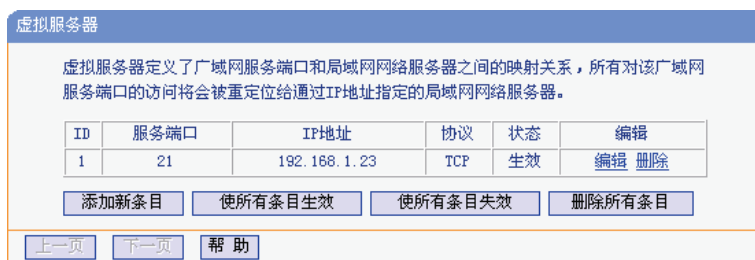 虚拟服务器
虚拟服务器定义了广域网服务端口和局域网网络服务器之间的映射关系，所有对该广域网
服务端口的访问将会被重定位给通过IP地址指定的局域网网络服务器。
ID 服务端口 IP地址 协议 状态 编辑
1 21 192.168.1.23 TCP 生效 编辑 删除
添加新条目 使所有条目生效 使所有条目失效 删除所有条目
上一页 下一页 帮 助